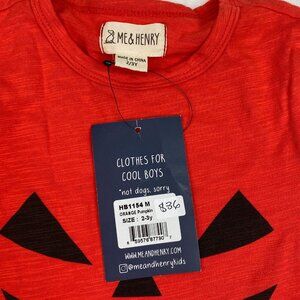 ME & HENRY
MADE IN CHINA
2/3Y
CLOTHES FOR
COOL BOYS
*not dogs, sorry
HB1154 M
$36
ORANGE Pumpkin
SIZE : 2-3y
WWW.MEANDHENRY.COM
@meandhenrykids